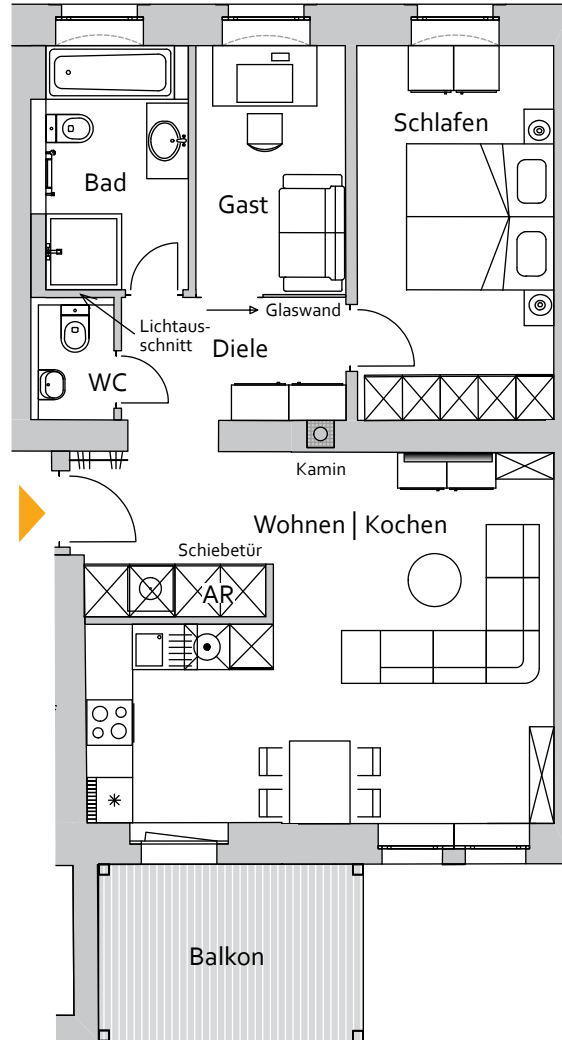 Schlafen
Bad
Gast
Lichtaus-
schnitt
Glaswand
Diele
WC
Kamin
Wohnen | Kochen
Schiebetür
AR
Balkon